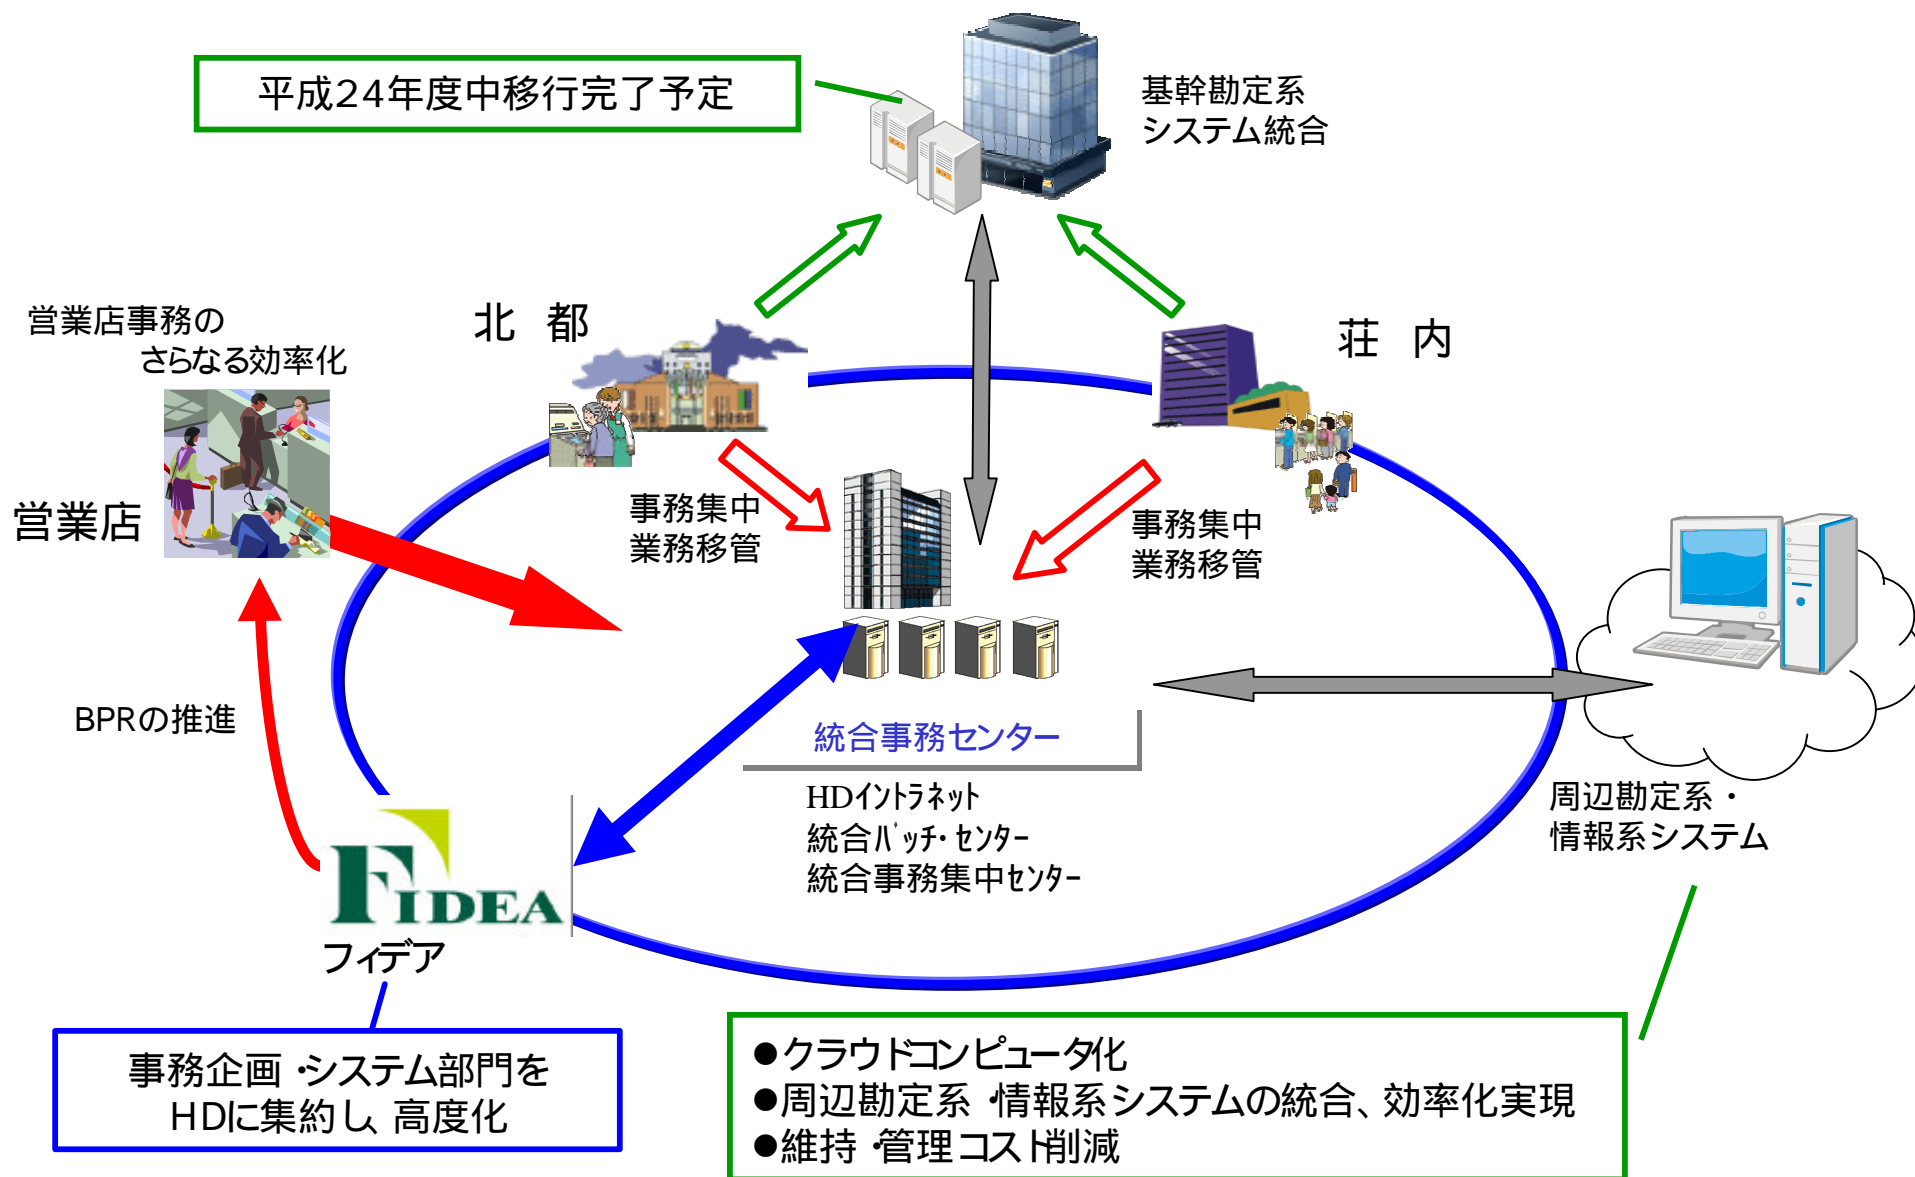 平成24年度中移行完了予定
基幹勘定系
システム統合
営業店事務の
さらなる効率化
北 都
荘 内
営業店
事務集中
業務移管
事務集中
業務移管
BPRの推進
統合事務センター
HDイントラネット
統合バッチ・センター
統合事務集中センター
周辺勘定系・
情報系システム
FIDEA
フィデア
事務企画・システム部門を
HDに集約し、高度化
●クラウドコンピュータ化
●周辺勘定系・情報系システムの統合、効率化実現
●維持・管理コスト削減